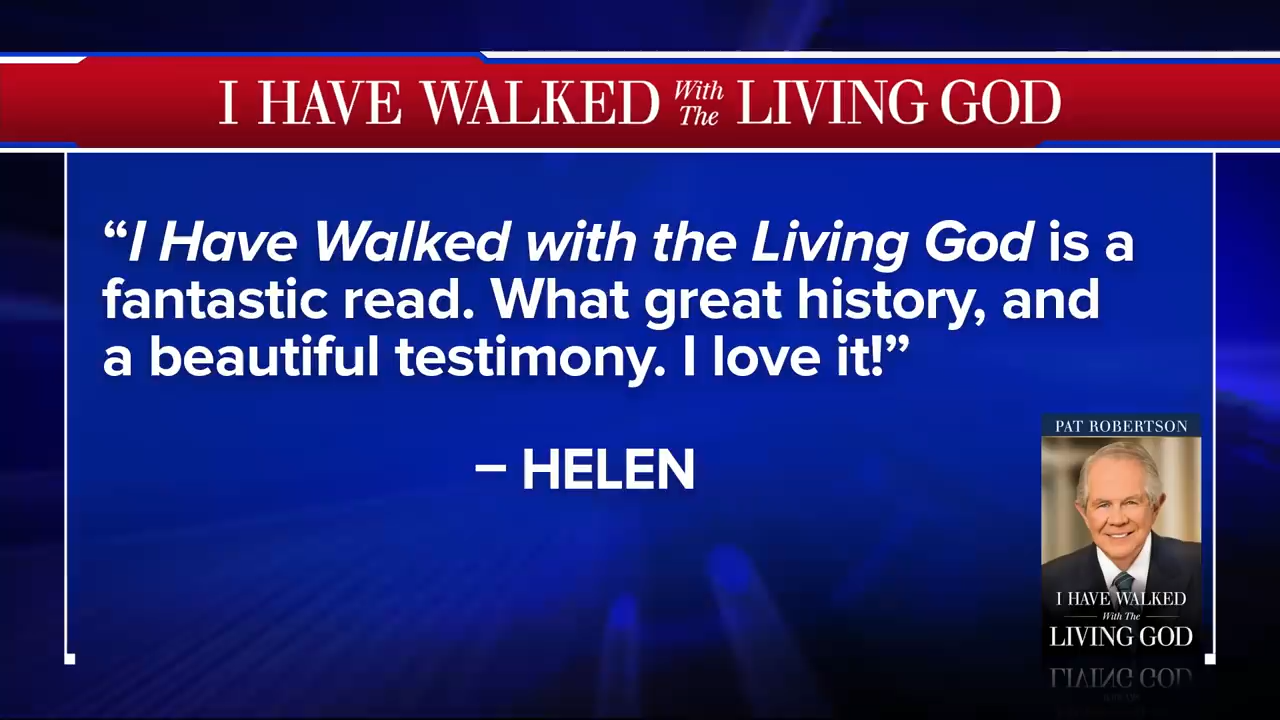 I HAVE WALKED With The LIVING GOD
“I Have Walked with the Living God is a
fantastic read. What great history, and
a beautiful testimony. I love it!”
– HELEN
PAT ROBERTSON
I HAVE WALKED
With The
LIVING GOD